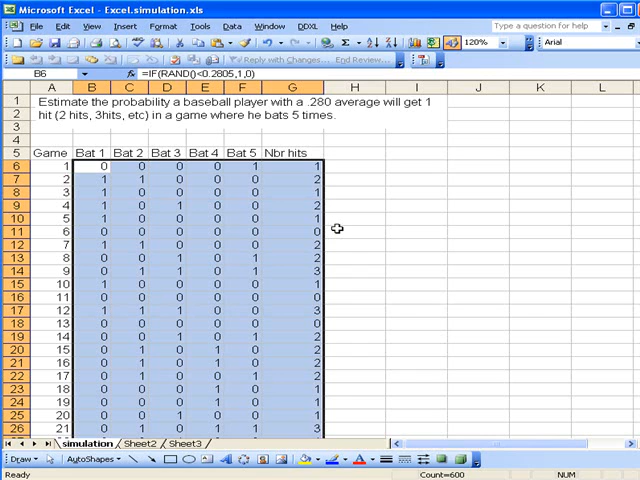 Microsoft Excel - Excel.simulation.xls
File Edit View Insert Format Tools Data Window DDXL Help Type a question for help
Σ 120% Arial
Reply with Changes... End Review...
B6 fx =IF(RAND()<0.2805,1,0)
A B C D E F G H I J K L
1 Estimate the probability a baseball player with a .280 average will get 1
2 hit (2 hits, 3hits, etc) in a game where he bats 5 times.
3
4
5 Game Bat 1 Bat 2 Bat 3 Bat 4 Bat 5 Nbr hits
6 1 0 0 0 0 1 1
7 2 1 1 0 0 0 2
8 3 1 0 0 0 0 1
9 4 1 0 1 0 0 2
10 5 1 0 0 0 0 1
11 6 0 0 0 0 0 0
12 7 1 1 0 0 0 2
13 8 0 0 1 0 1 2
14 9 0 1 1 0 1 3
15 10 1 0 0 0 0 1
16 11 0 0 0 0 0 0
17 12 1 1 1 0 0 3
18 13 0 0 0 0 0 0
19 14 0 0 1 0 1 2
20 15 0 1 0 1 0 2
21 16 0 1 0 1 0 2
22 17 0 1 0 0 1 2
23 18 0 0 0 1 0 1
24 19 0 0 0 1 0 1
25 20 0 0 1 0 0 1
26 21 0 1 0 1 1 3
simulation Sheet2 Sheet3
Draw AutoShapes
Ready Count=600 NUM